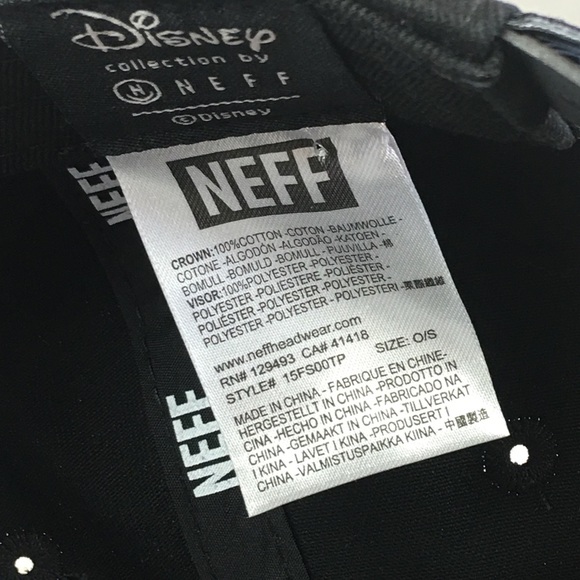 DISNEY
collection by
N NEFF
©Disney
NEFF
NEFF
CROWN:100%COTTON -COTON -BAUMWOLLE -
COTONE -ALGODÓN -ALGODÃO -KATOEN -
BOMULL -BOMULD -BOMULL - PUUVILLA -棉
VISOR:100%POLYESTER -POLYESTER -
POLYESTER -POLIESTERE -POLIÉSTER -
POLIÉSTER -POLYESTER -POLYESTER -
POLYESTER -POLYESTER -POLYESTERI -聚酯纖維
www.neffheadwear.com
RN# 129493 CA# 41418
STYLE# 15FS00TP SIZE: O/S
MADE IN CHINA - FABRIQUE EN CHINE-
HERGESTELLT IN CHINA -PRODOTTO IN
CINA -HECHO IN CHINA - FABRICADO NA
CHINA -GEMAAKT IN CHINA -TILLVERKAT
I KINA - LAVET I KINA -PRODUSERT I
CHINA -VALMISTUSPAIKKA KIINA -中國製造
NEFF